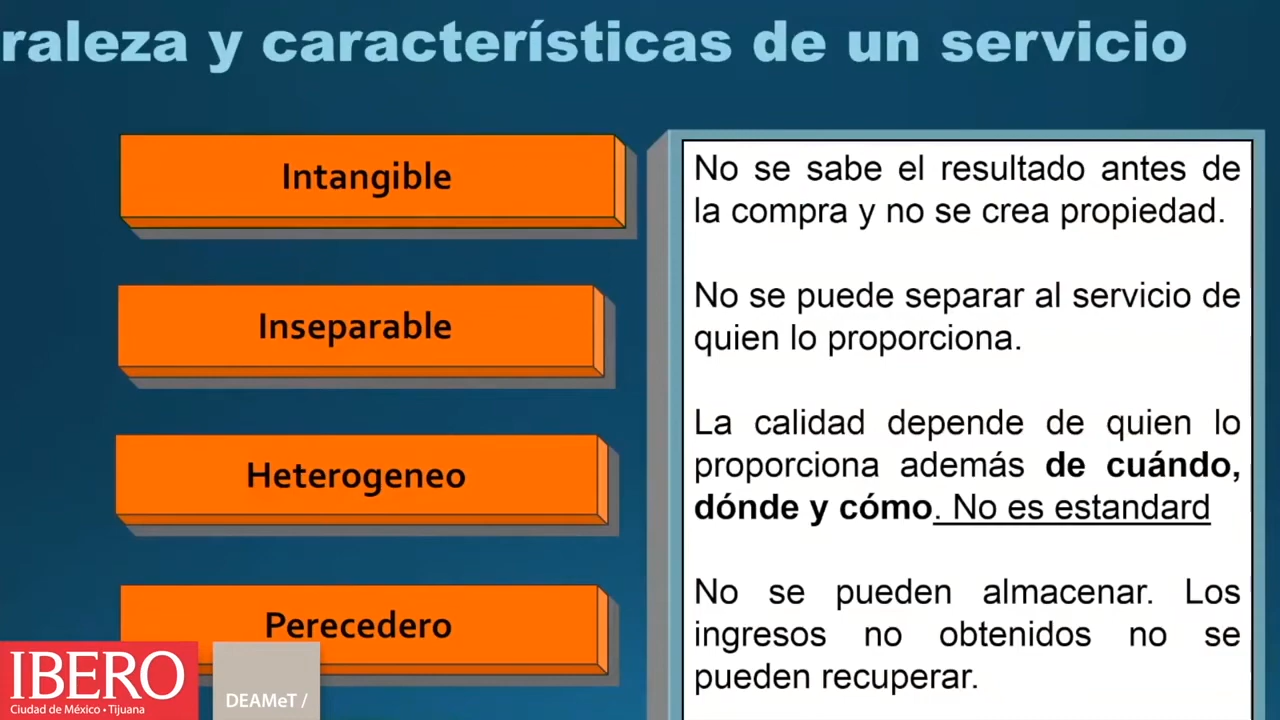 raleza y características de un servicio
Intangible
No se sabe el resultado antes de
la compra y no se crea propiedad.
Inseparable
No se puede separar al servicio de
quien lo proporciona.
Heterogeneo
La calidad depende de quien lo
proporciona además de cuándo,
dónde y cómo. No es estandard
Perecedero
No se pueden almacenar. Los
ingresos no obtenidos no se
pueden recuperar.
IBERO
Ciudad de México • Tijuana
DEAMeT /